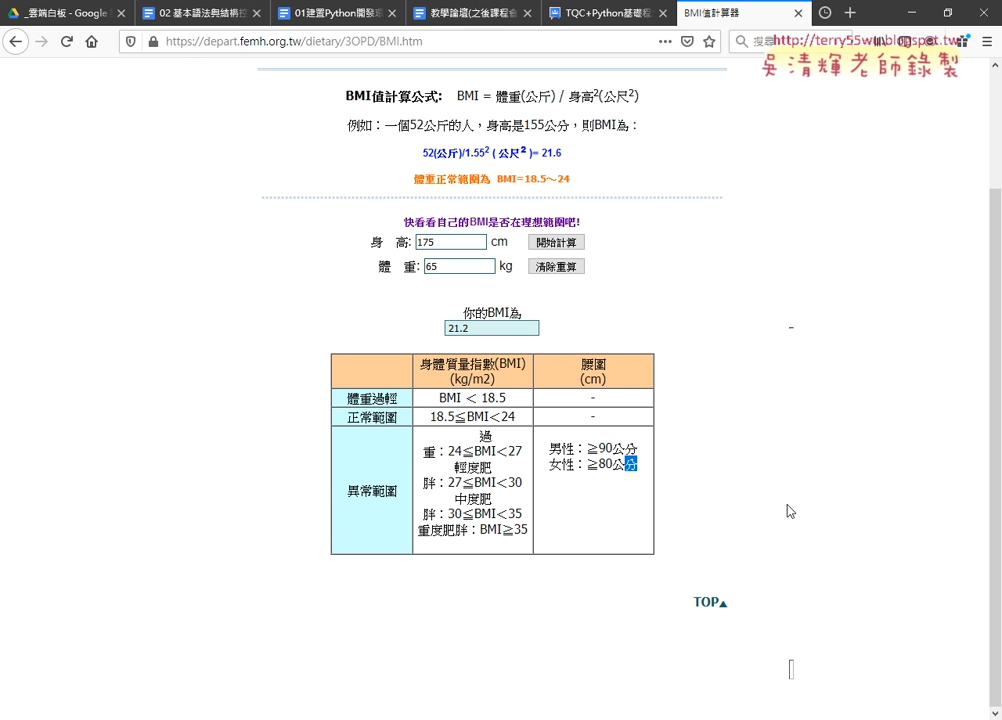 _雲端白板 - Google
02 基本語法與結構控
01建置Python開發環
教學論壇(之後課程會
TQC+Python基礎程
BMI值計算器
https://depart.femh.org.tw/dietary/3OPD/BMI.htm
搜尋
http://terry55wu.blogspot.tw
吳清輝老師錄製
BMI值計算公式: BMI = 體重(公斤) / 身高²(公尺²)
例如：一個52公斤的人，身高是155公分，則BMI為：
52(公斤)/1.55² ( 公尺² )= 21.6
體重正常範圍為 BMI=18.5～24
快看看自己的BMI是否在理想範圍吧!
身 高: 175 cm 開始計算
體 重: 65 kg 清除重算
你的BMI為
21.2
身體質量指數(BMI) (kg/m2) 腰圍 (cm)
體重過輕 BMI < 18.5 -
正常範圍 18.5≦BMI<24 -
異常範圍
過
重：24≦BMI<27
輕度肥
胖：27≦BMI<30
中度肥
胖：30≦BMI<35
重度肥胖：BMI≧35
男性：≧90公分
女性：≧80公分
TOP▲